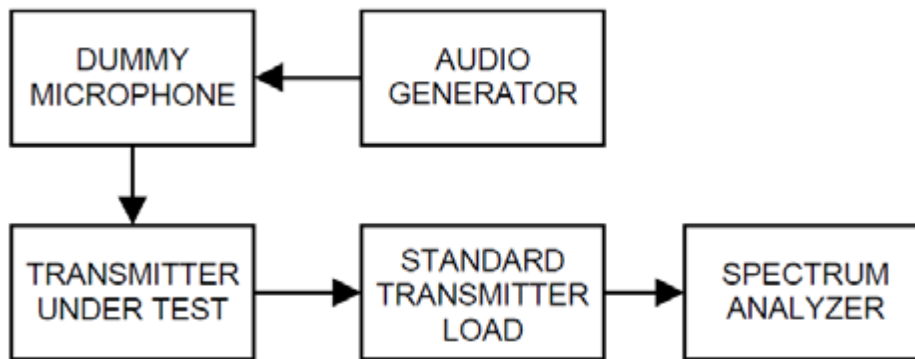 DUMMY
MICROPHONE
AUDIO
GENERATOR
TRANSMITTER
UNDER TEST
STANDARD
TRANSMITTER
LOAD
SPECTRUM
ANALYZER